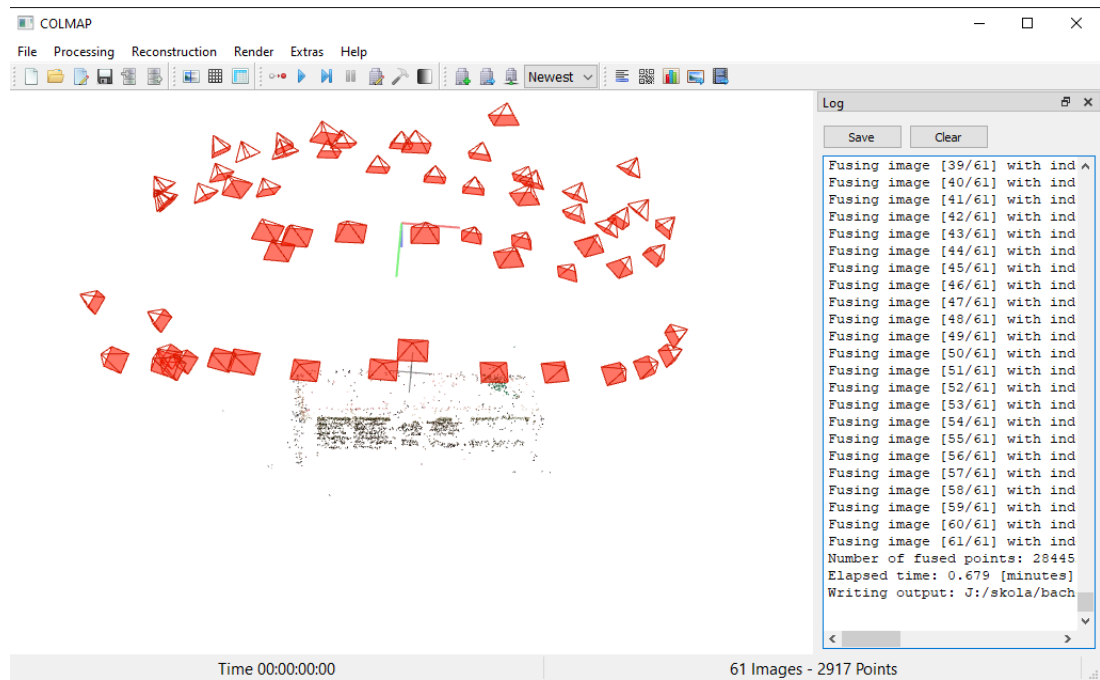 COLMAP
File Processing Reconstruction Render Extras Help
Newest
Log
Save Clear
Fusing image [39/61] with ind
Fusing image [40/61] with ind
Fusing image [41/61] with ind
Fusing image [42/61] with ind
Fusing image [43/61] with ind
Fusing image [44/61] with ind
Fusing image [45/61] with ind
Fusing image [46/61] with ind
Fusing image [47/61] with ind
Fusing image [48/61] with ind
Fusing image [49/61] with ind
Fusing image [50/61] with ind
Fusing image [51/61] with ind
Fusing image [52/61] with ind
Fusing image [53/61] with ind
Fusing image [54/61] with ind
Fusing image [55/61] with ind
Fusing image [56/61] with ind
Fusing image [57/61] with ind
Fusing image [58/61] with ind
Fusing image [59/61] with ind
Fusing image [60/61] with ind
Fusing image [61/61] with ind
Number of fused points: 28445
Elapsed time: 0.679 [minutes]
Writing output: J:/skola/bach
Time 00:00:00:00
61 Images - 2917 Points